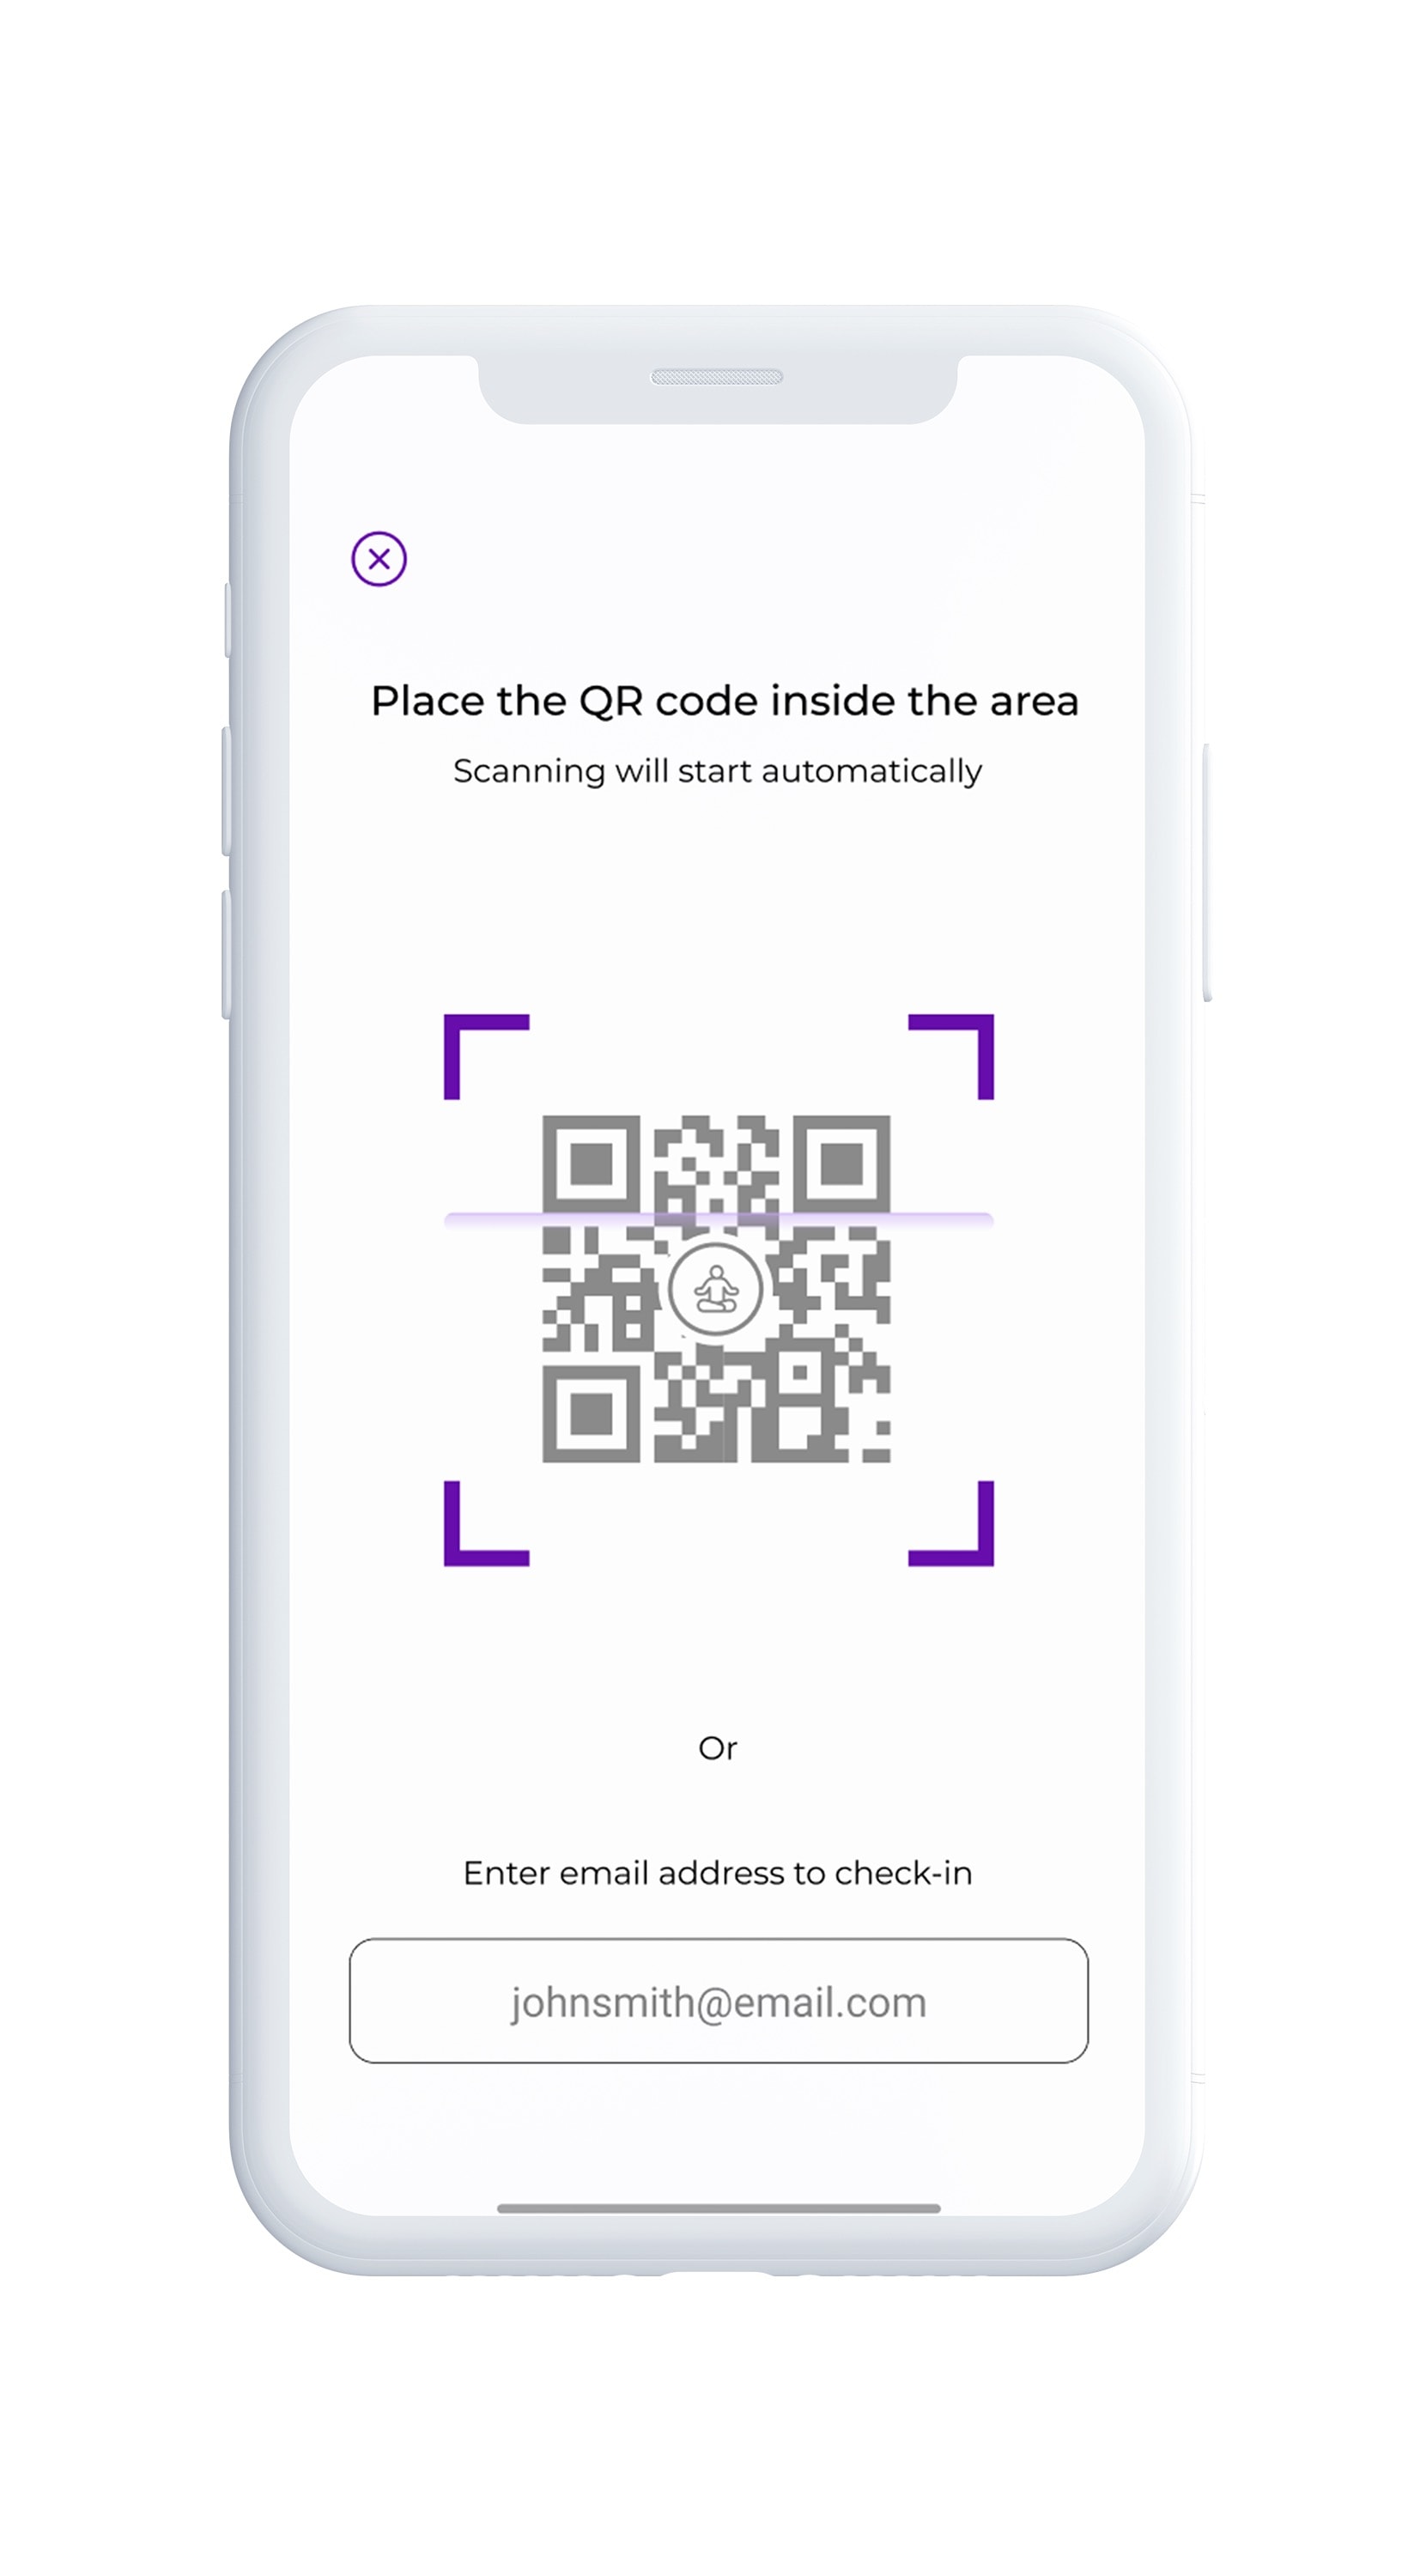 Place the QR code inside the area
Scanning will start automatically
Or
Enter email address to check-in
johnsmith@email.com